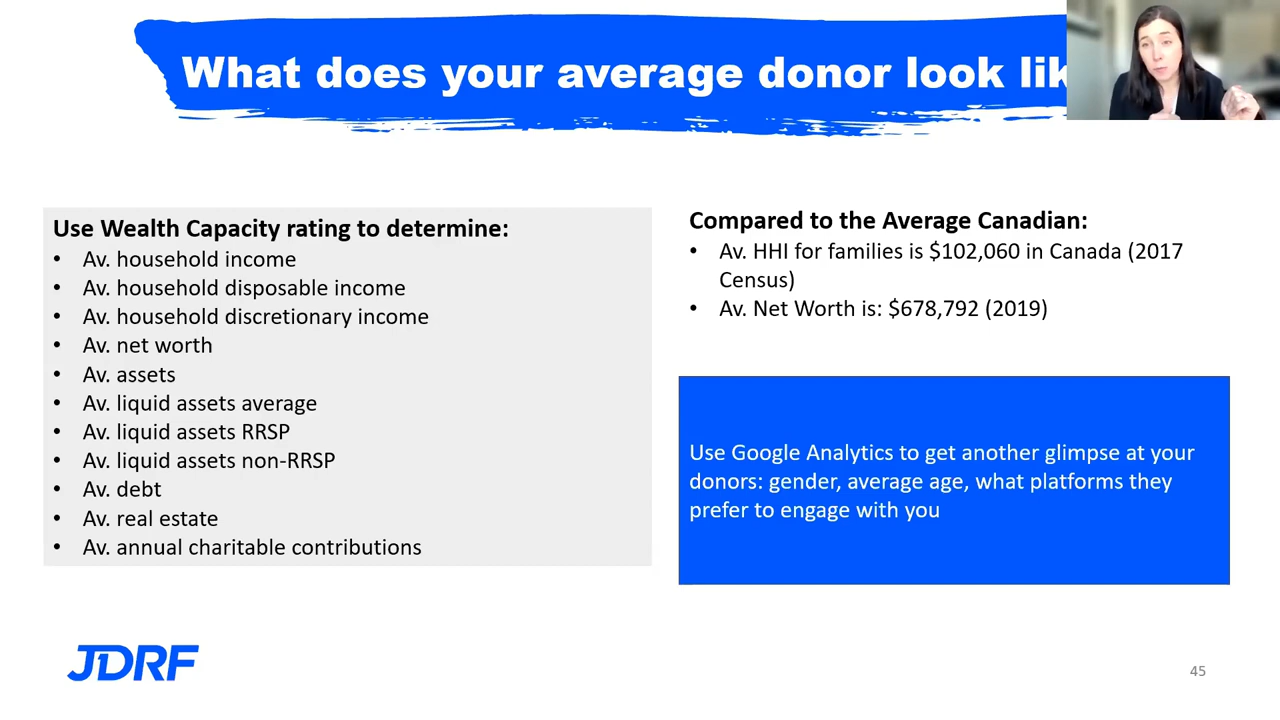 What does your average donor look
Use Wealth Capacity rating to determine:
• Av. household income
• Av. household disposable income
• Av. household discretionary income
• Av. net worth
• Av. assets
• Av. liquid assets average
• Av. liquid assets RRSP
• Av. liquid assets non-RRSP
• Av. debt
• Av. real estate
• Av. annual charitable contributions
Compared to the Average Canadian:
• Av. HHI for families is $102,060 in Canada (2017
Census)
• Av. Net Worth is: $678,792 (2019)
Use Google Analytics to get another glimpse at your
donors: gender, average age, what platforms they
prefer to engage with you
JDRF
45